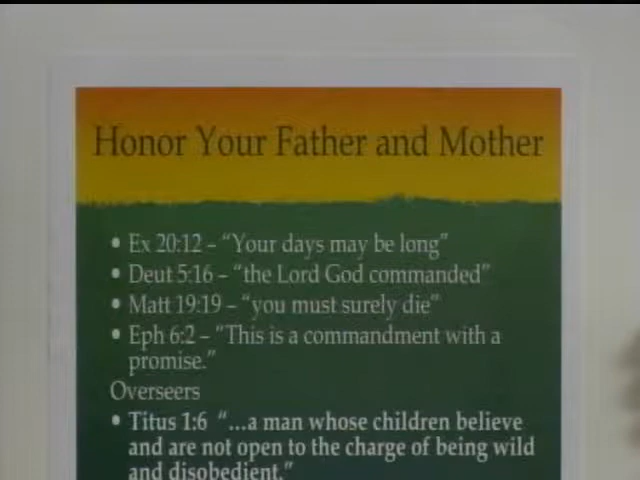 Honor Your Father and Mother
• Ex 20:12 – “Your days may be long”
• Deut 5:16 – “the Lord God commanded”
• Matt 19:19 – “you must surely die”
• Eph 6:2 – “This is a commandment with a
promise.”
Overseers
• Titus 1:6 “…a man whose children believe
and are not open to the charge of being wild
and disobedient.”